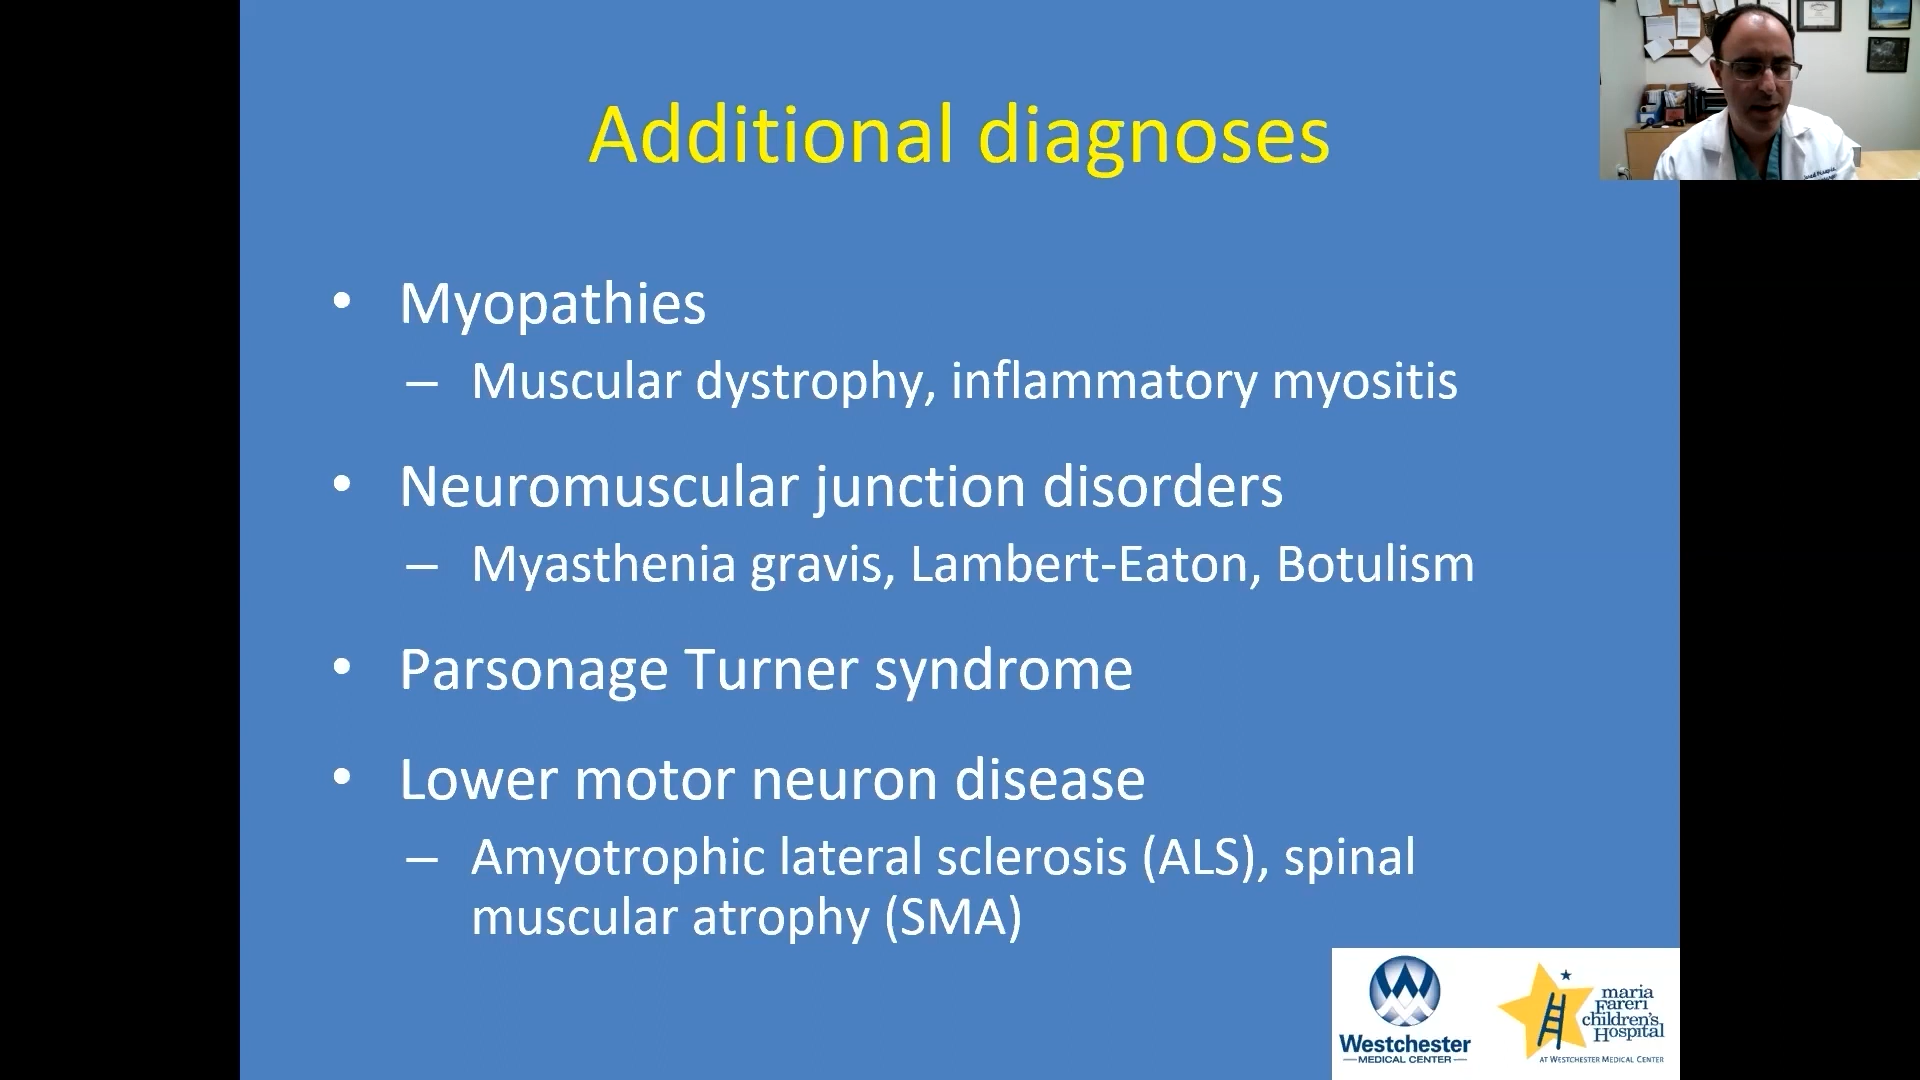 Additional diagnoses
• Myopathies
– Muscular dystrophy, inflammatory myositis
• Neuromuscular junction disorders
– Myasthenia gravis, Lambert-Eaton, Botulism
• Parsonage Turner syndrome
• Lower motor neuron disease
– Amyotrophic lateral sclerosis (ALS), spinal
muscular atrophy (SMA)
Westchester
MEDICAL CENTER
maria
Fareri
children's
Hospital
AT WESTCHESTER MEDICAL CENTER